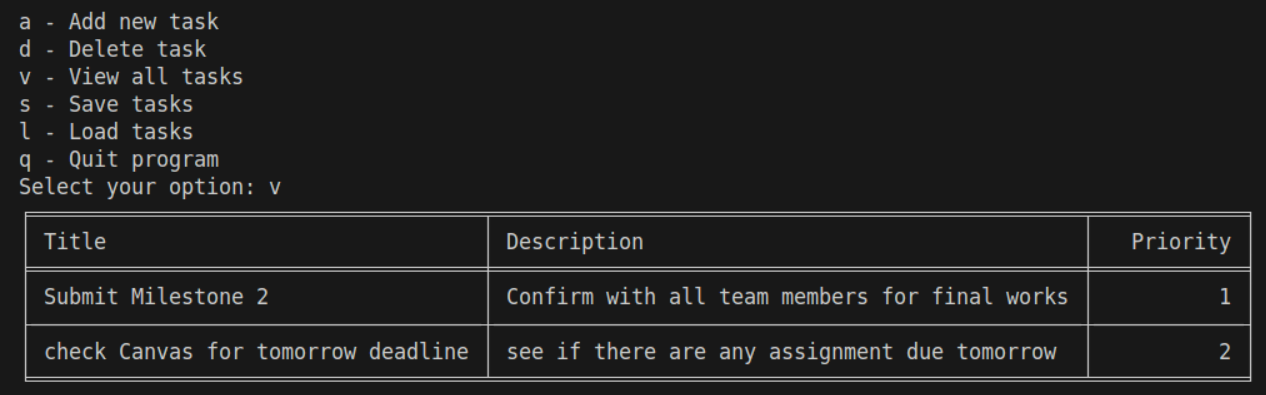 a - Add new task
d - Delete task
v - View all tasks
s - Save tasks
l - Load tasks
q - Quit program
Select your option: v
Title Description Priority
Submit Milestone 2 Confirm with all team members for final works 1
check Canvas for tomorrow deadline see if there are any assignment due tomorrow 2